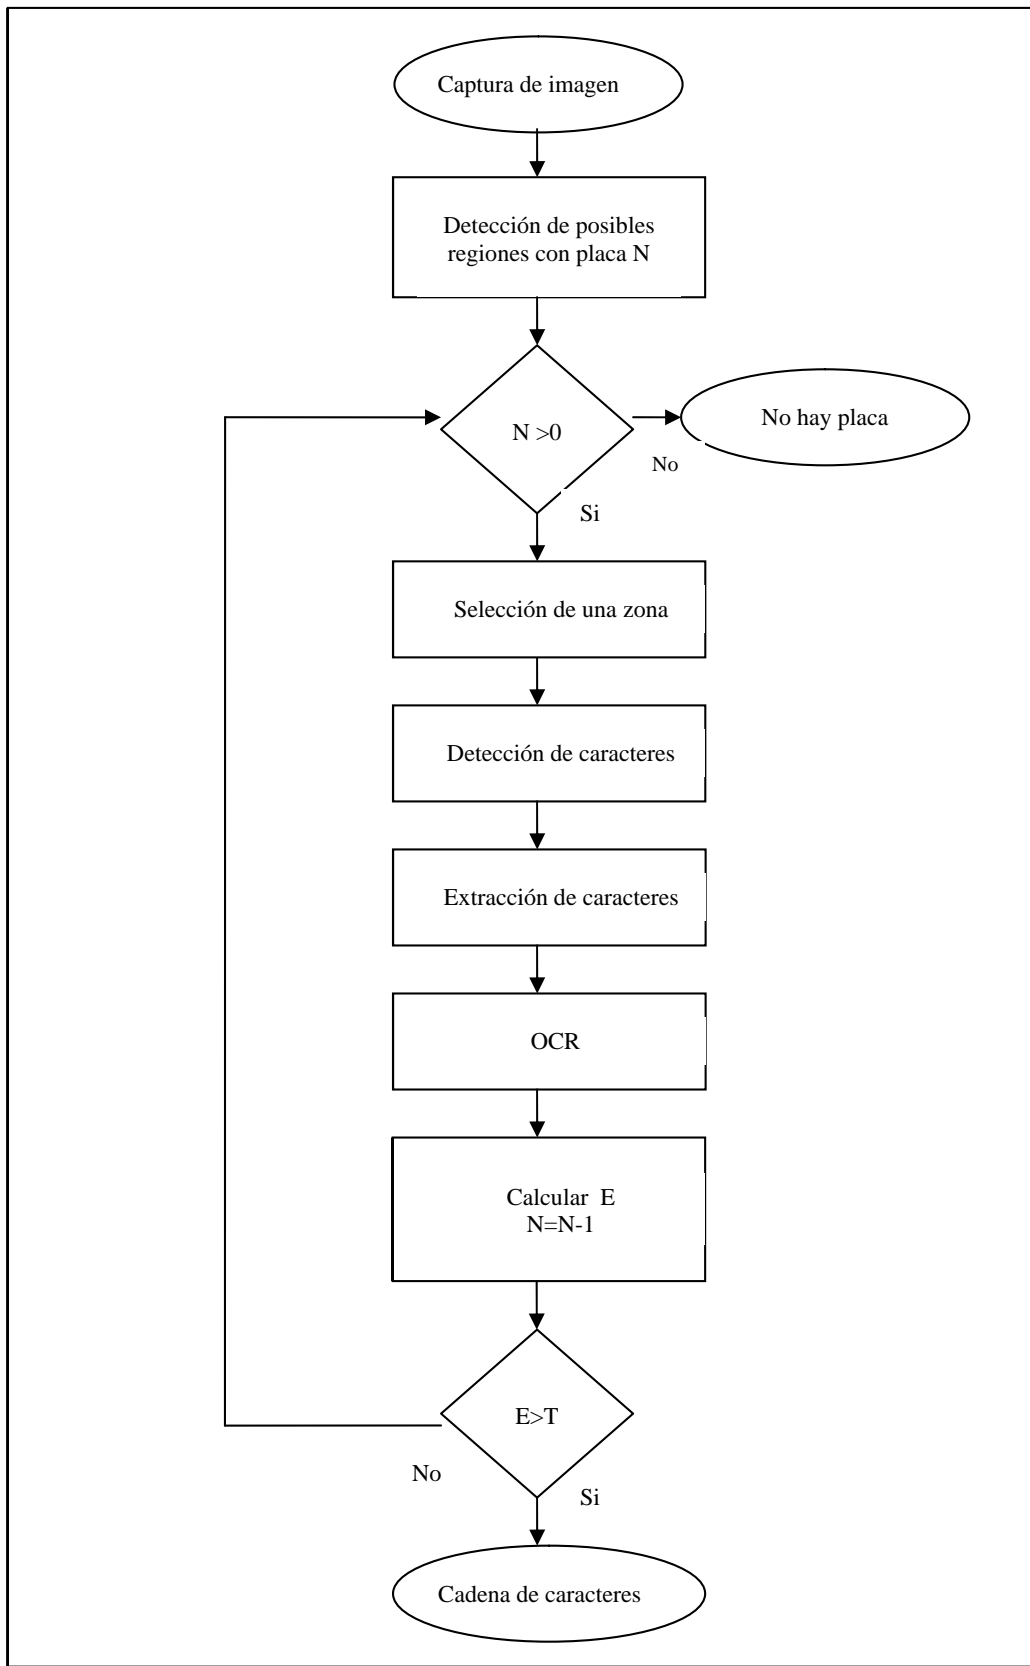 Captura de imagen
Detección de posibles
regiones con placa N
N >0
No hay placa
No
Si
Selección de una zona
Detección de caracteres
Extracción de caracteres
OCR
Calcular E
N=N-1
E>T
No
Si
Cadena de caracteres